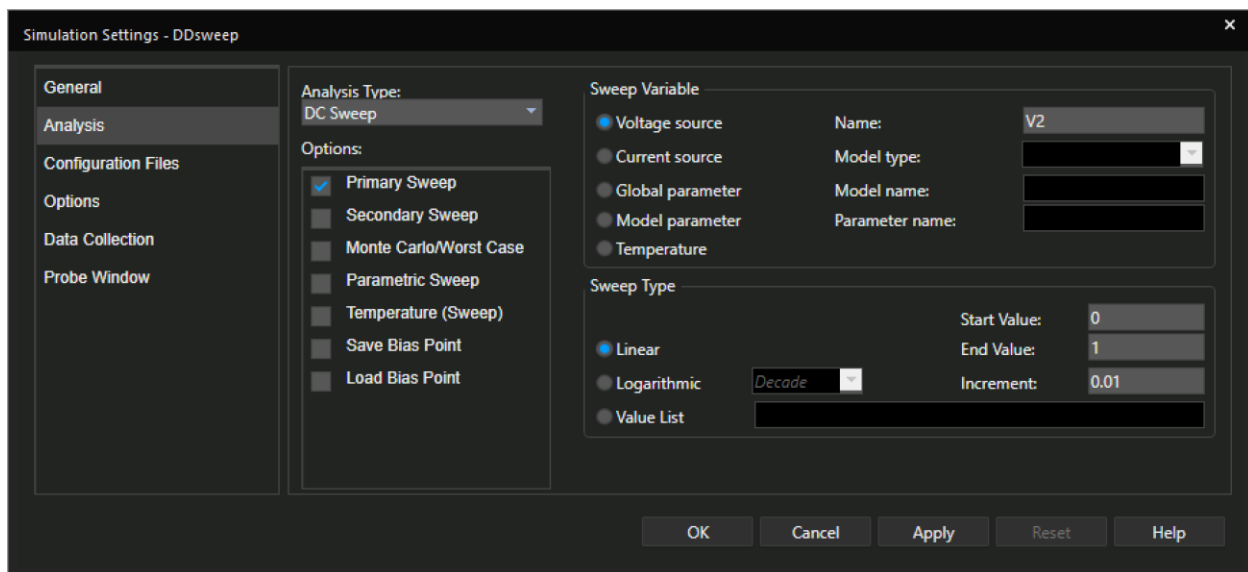 Simulation Settings - DDsweep
×
General
Analysis
Configuration Files
Options
Data Collection
Probe Window
Analysis Type:
DC Sweep
Options:
Primary Sweep
Secondary Sweep
Monte Carlo/Worst Case
Parametric Sweep
Temperature (Sweep)
Save Bias Point
Load Bias Point
Sweep Variable
Voltage source Name: V2
Current source Model type:
Global parameter Model name:
Model parameter Parameter name:
Temperature
Sweep Type
Start Value: 0
Linear End Value: 1
Logarithmic Decade Increment: 0.01
Value List
OK Cancel Apply Reset Help